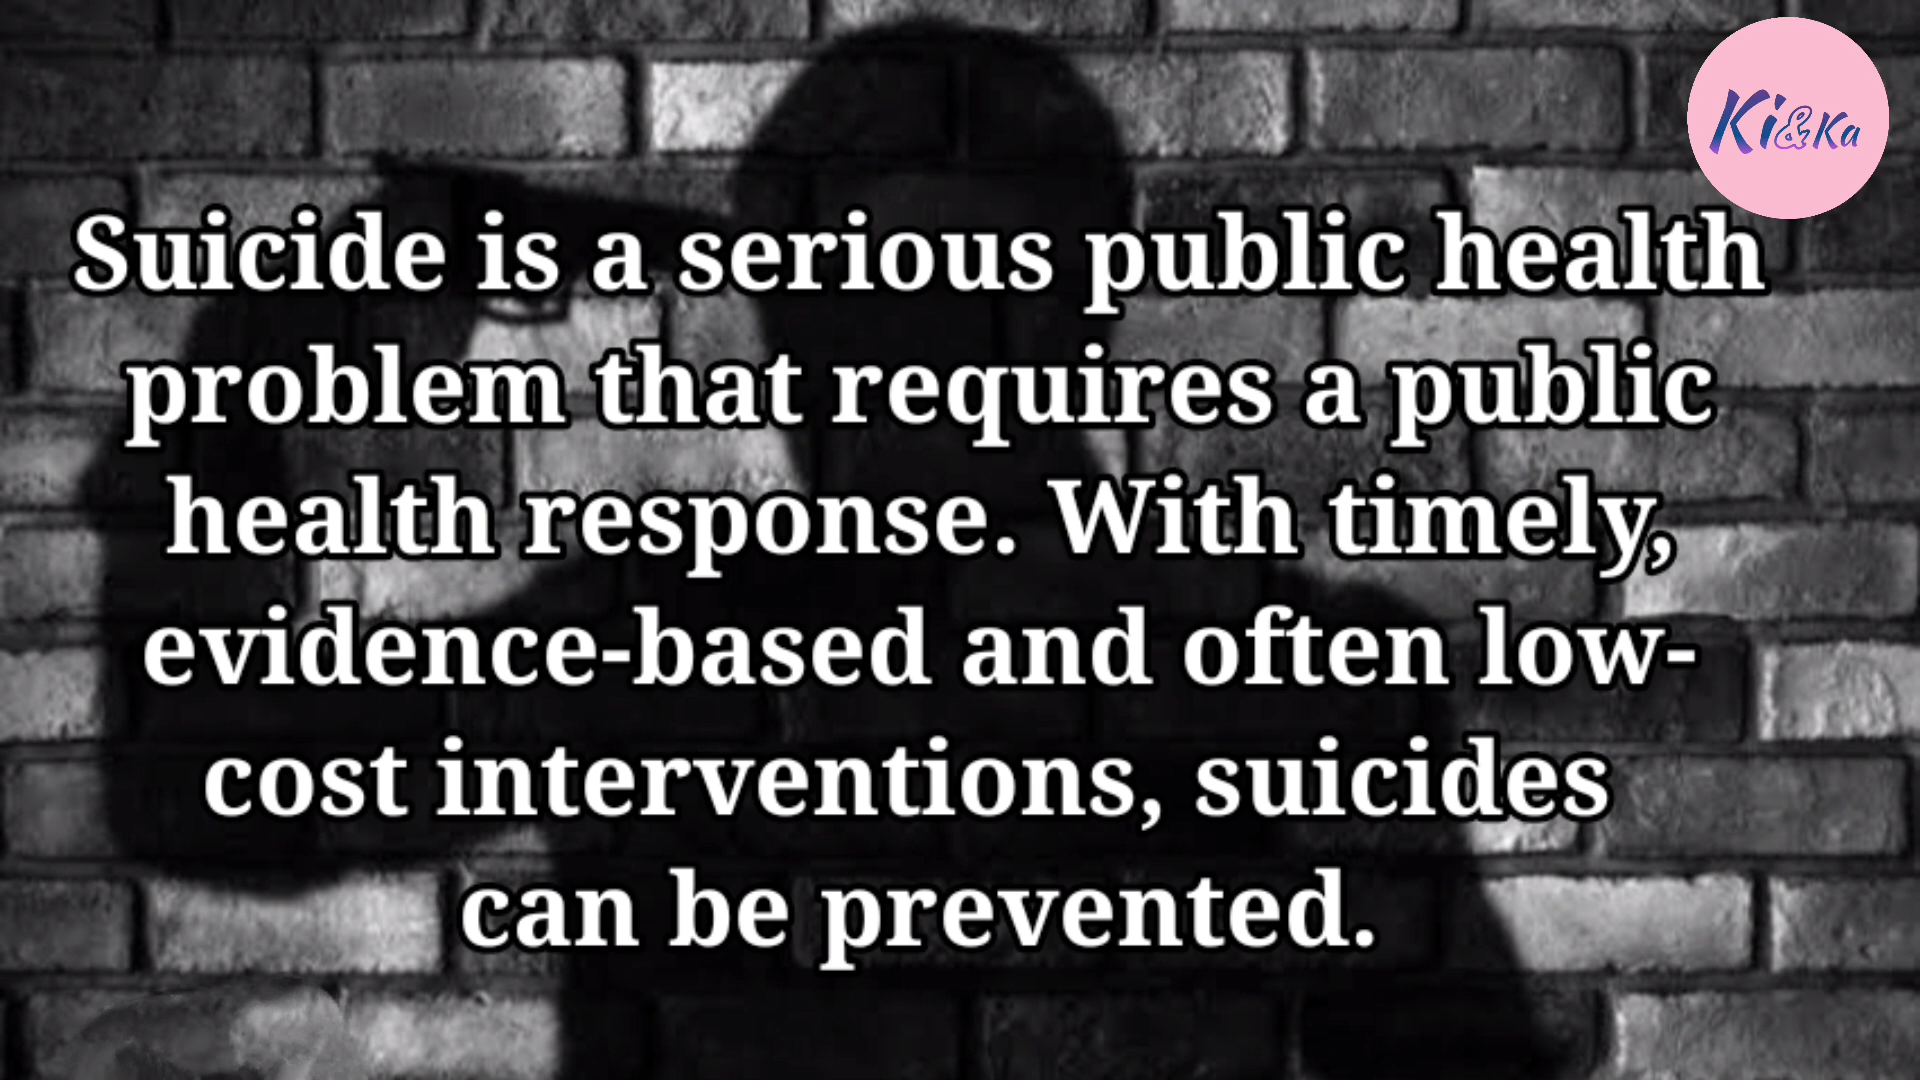 Ki&Ka
Suicide is a serious public health
problem that requires a public
health response. With timely,
evidence-based and often low-
cost interventions, suicides
can be prevented.